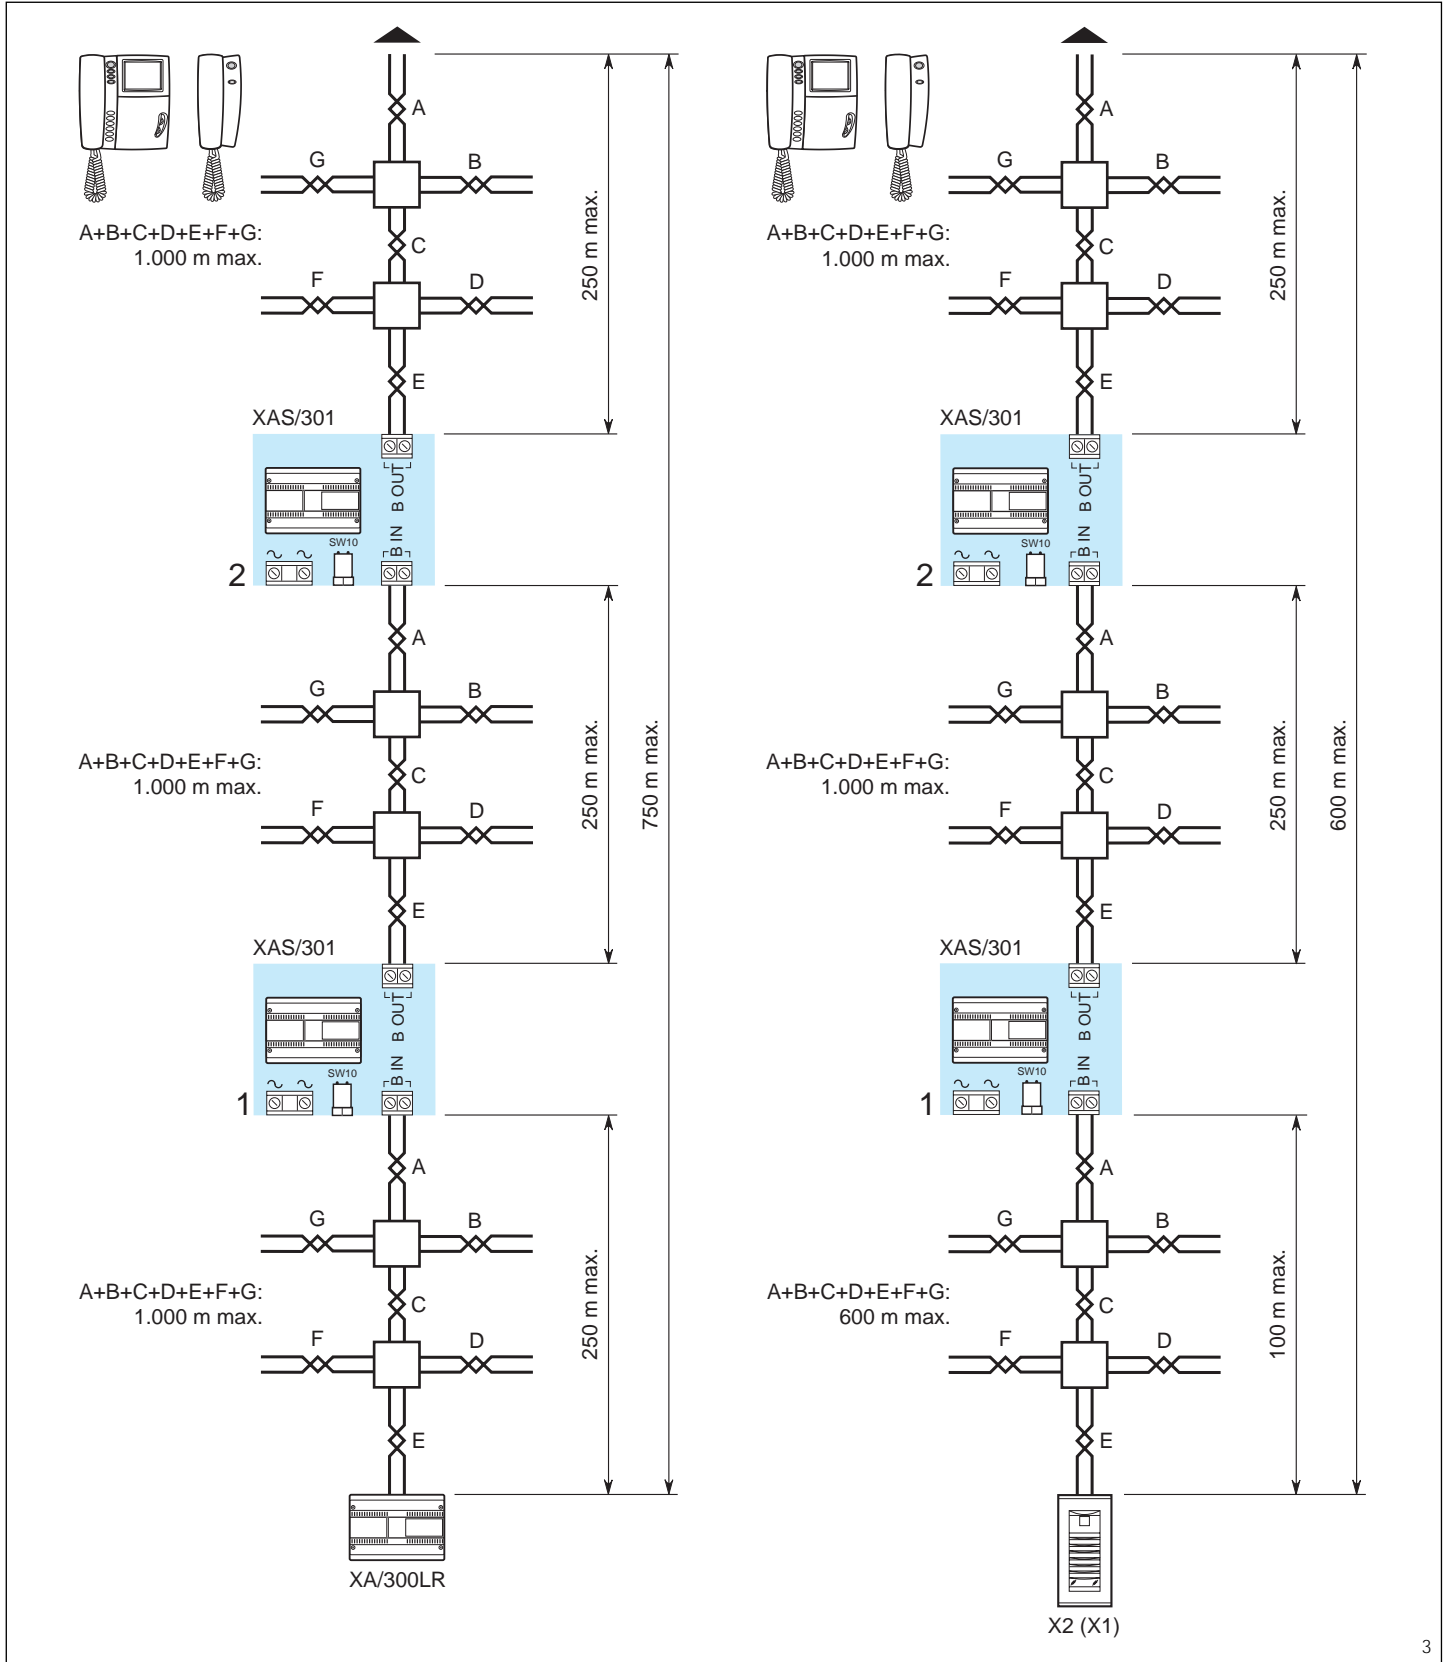 A
G
B
A+B+C+D+E+F+G:
1.000 m max.
C
F
D
250 m max.
E
XAS/301
B OUT
B IN
SW10
2
A
G
B
A+B+C+D+E+F+G:
1.000 m max.
C
F
D
250 m max.
750 m max.
E
XAS/301
B OUT
B IN
SW10
1
A
G
B
A+B+C+D+E+F+G:
1.000 m max.
C
F
D
250 m max.
E
XA/300LR
A
G
B
A+B+C+D+E+F+G:
1.000 m max.
C
F
D
250 m max.
E
XAS/301
B OUT
B IN
SW10
2
A
G
B
A+B+C+D+E+F+G:
1.000 m max.
C
F
D
250 m max.
600 m max.
E
XAS/301
B OUT
B IN
SW10
1
A
G
B
A+B+C+D+E+F+G:
600 m max.
C
F
D
100 m max.
E
X2 (X1)
3